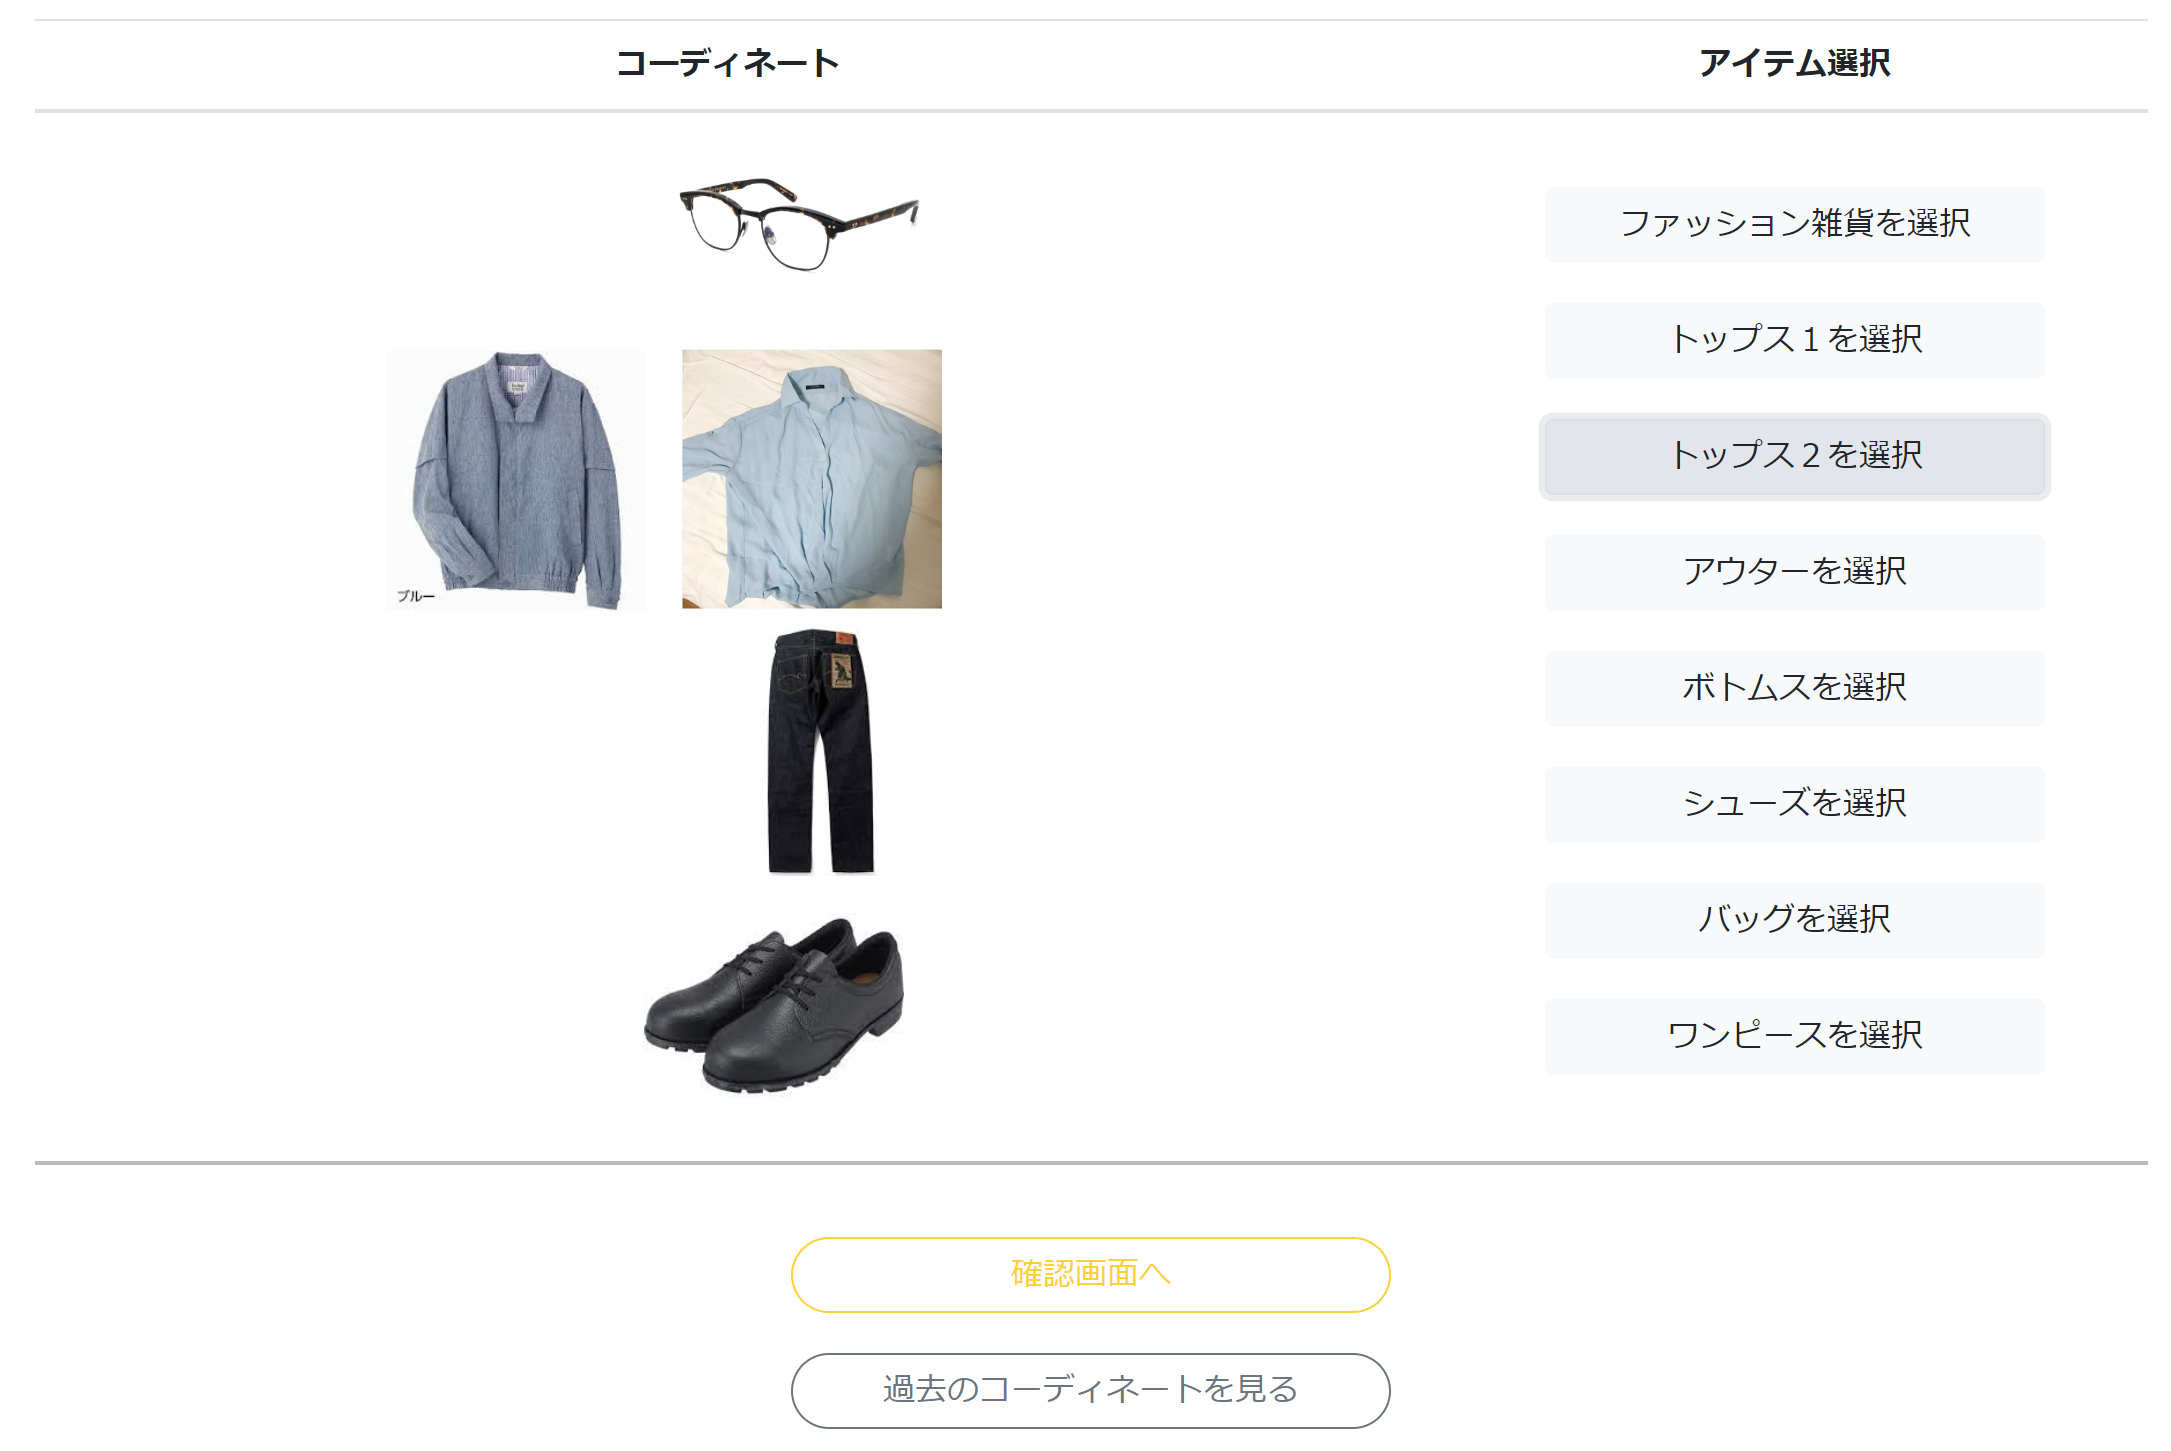 コーディネート
アイテム選択
ファッション雑貨を選択
トップス１を選択
トップス２を選択
アウターを選択
ボトムスを選択
シューズを選択
バッグを選択
ワンピースを選択
ブルー
確認画面へ
過去のコーディネートを見る